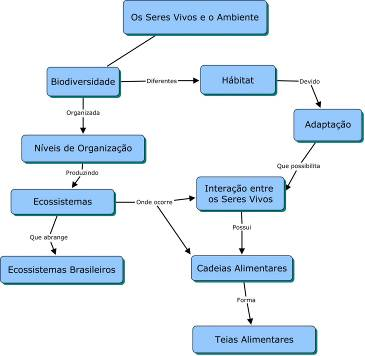 Os Seres Vivos e o Ambiente
Biodiversidade
Diferentes
Hábitat
Devido
Organizada
Adaptação
Níveis de Organização
Que possibilita
Produzindo
Ecossistemas
Onde ocorre
Interação entre
os Seres Vivos
Possui
Que abrange
Ecossistemas Brasileiros
Cadeias Alimentares
Forma
Teias Alimentares